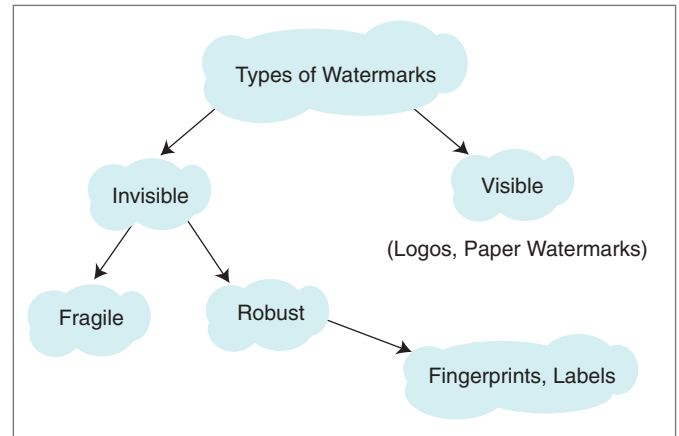 Types of Watermarks
Invisible
Visible
(Logos, Paper Watermarks)
Fragile
Robust
Fingerprints, Labels